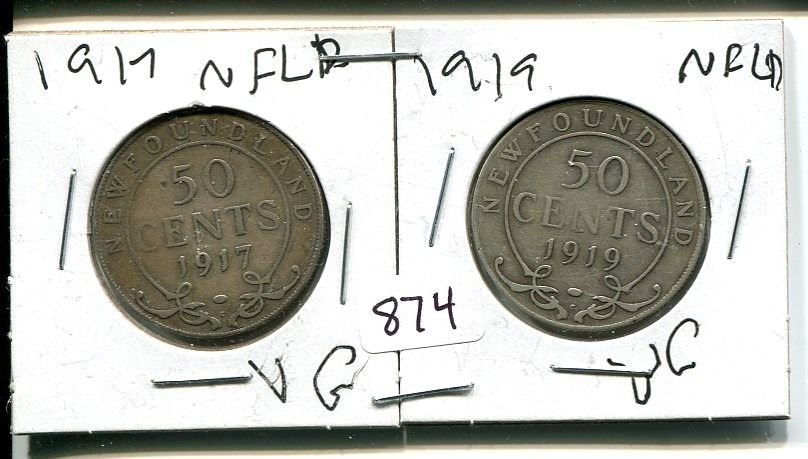 1917 NFLD
1919 NFLD
NEWFOUNDLAND
50
CENTS
1917
NEWFOUNDLAND
50
CENTS
1919
874
VG
VG